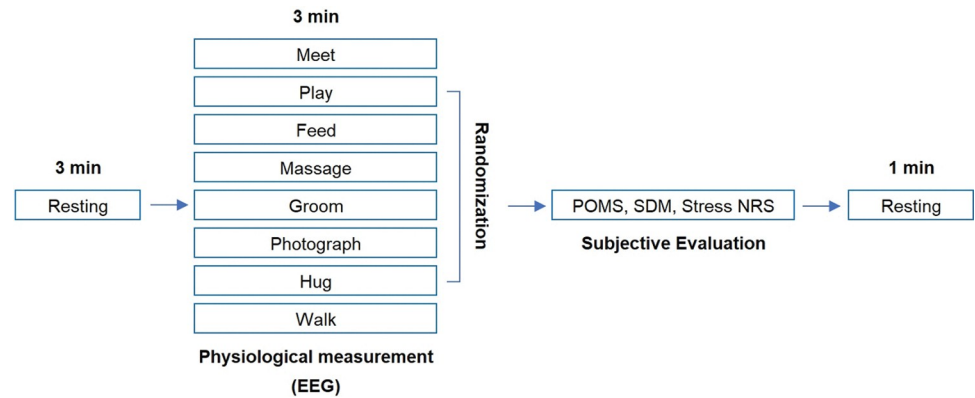 3 min
Resting
3 min
Meet
Play
Feed
Massage
Groom
Photograph
Hug
Walk
Physiological measurement
(EEG)
Randomization
POMS, SDM, Stress NRS
Subjective Evaluation
1 min
Resting